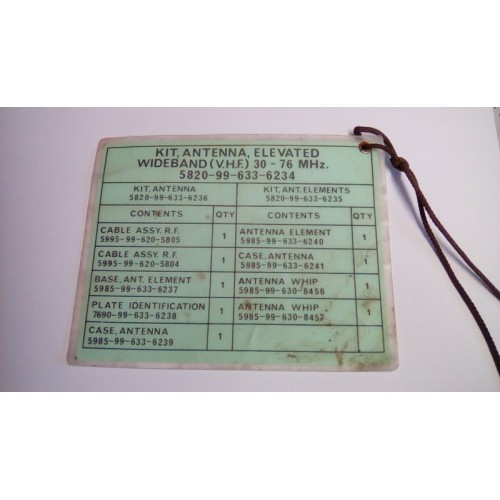 KIT, ANTENNA, ELEVATED
WIDEBAND (V.H.F.) 30 - 76 MHz.
5820-99-633-6234
KIT, ANTENNA
5820-99-633-6236
KIT, ANT. ELEMENTS
5820-99-633-6235
CONTENTS QTY CONTENTS QTY
CABLE ASSY. R.F.
5995-99-620-5805 1
ANTENNA ELEMENT
5985-99-633-6240 1
CABLE ASSY. R.F.
5995-99-620-5804 1
CASE, ANTENNA
5985-99-633-6241 1
BASE, ANT. ELEMENT
5985-99-633-6237 1
ANTENNA WHIP
5985-99-630-8456 1
PLATE IDENTIFICATION
7690-99-633-6238 1
ANTENNA WHIP
5985-99-630-8457 1
CASE, ANTENNA
5985-99-633-6239 1